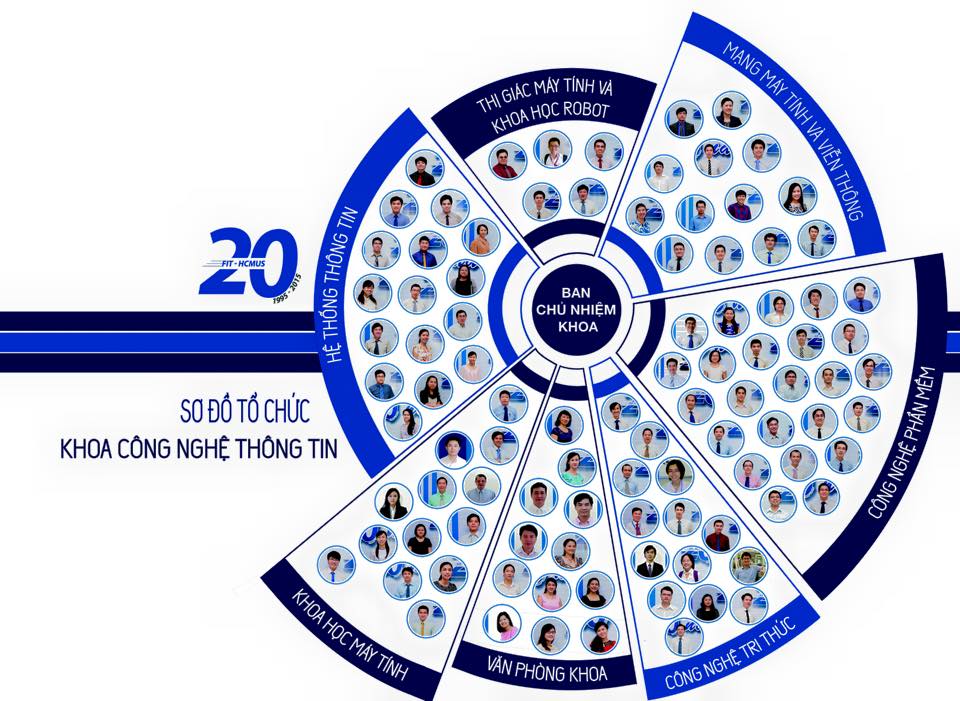 THỊ GIÁC MÁY TÍNH VÀ
KHOA HỌC ROBOT
MẠNG MÁY TÍNH VÀ VIỄN THÔNG
HỆ THỐNG THÔNG TIN
20
FIT - HCMUS
1995 - 2015
BAN
CHỦ NHIỆM
KHOA
SƠ ĐỒ TỔ CHỨC
KHOA CÔNG NGHỆ THÔNG TIN
CÔNG NGHỆ PHẦN MỀM
KHOA HỌC MÁY TÍNH
VĂN PHÒNG KHOA
CÔNG NGHỆ TRI THỨC